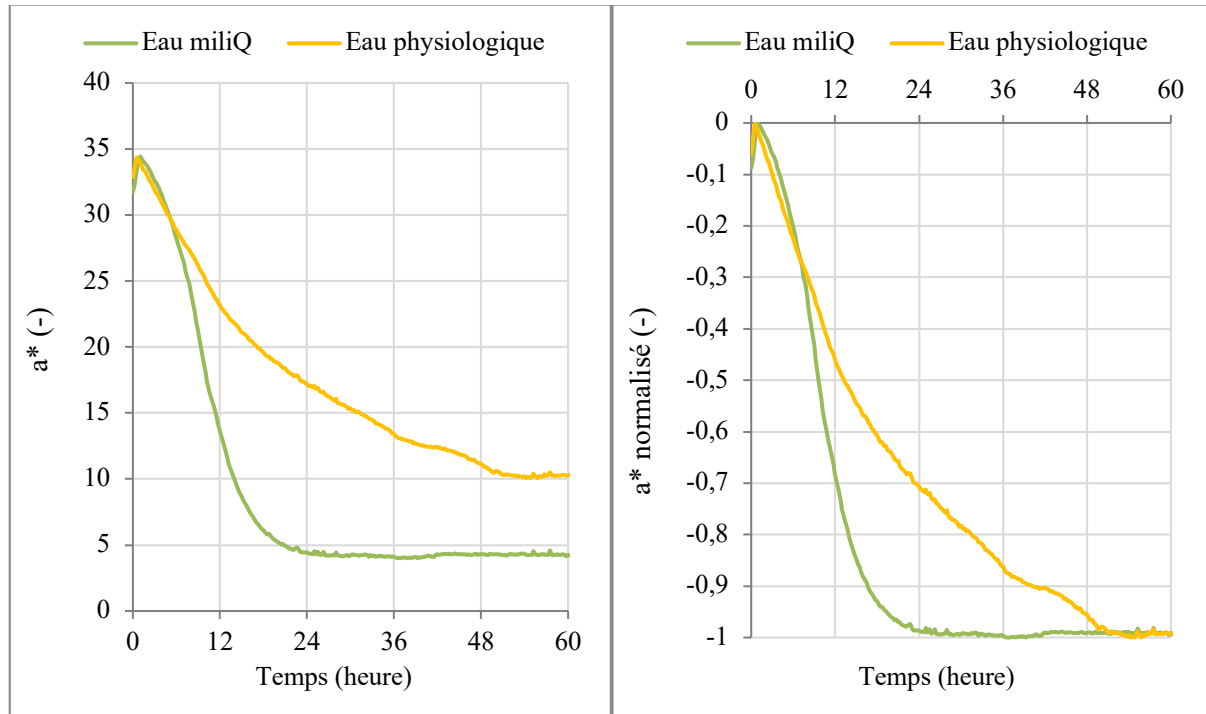 Eau miliQ Eau physiologique
40
35
30
25
20
15
10
5
0
0 12 24 36 48 60
Temps (heure)
a* (-)
Eau miliQ Eau physiologique
0 12 24 36 48 60
0
-0,1
-0,2
-0,3
-0,4
-0,5
-0,6
-0,7
-0,8
-0,9
-1
Temps (heure)
a* normalisé (-)